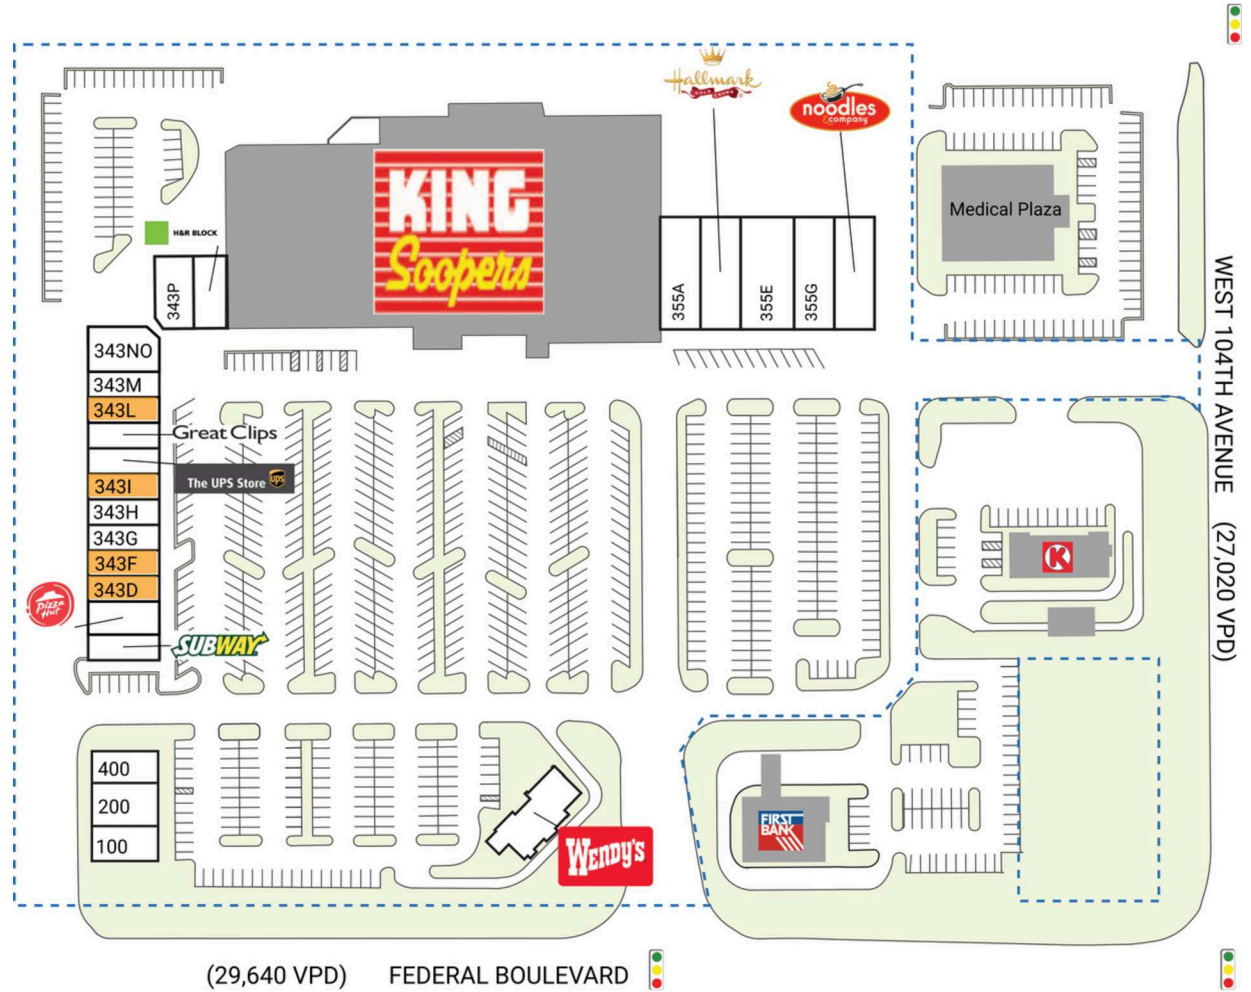 Hallmark
GOLD CROWN
noodles
& company
KING
Soopers
Medical Plaza
H&R BLOCK
343P
355A
355E
355G
WEST 104TH AVENUE (27,020 VPD)
343NO
343M
343L
Great Clips
The UPS Store
ups
343I
343H
343G
343F
343D
K
Pizza
Hut
SUBWAY
400
200
100
FIRST
BANK
WENDY'S
(29,640 VPD) FEDERAL BOULEVARD